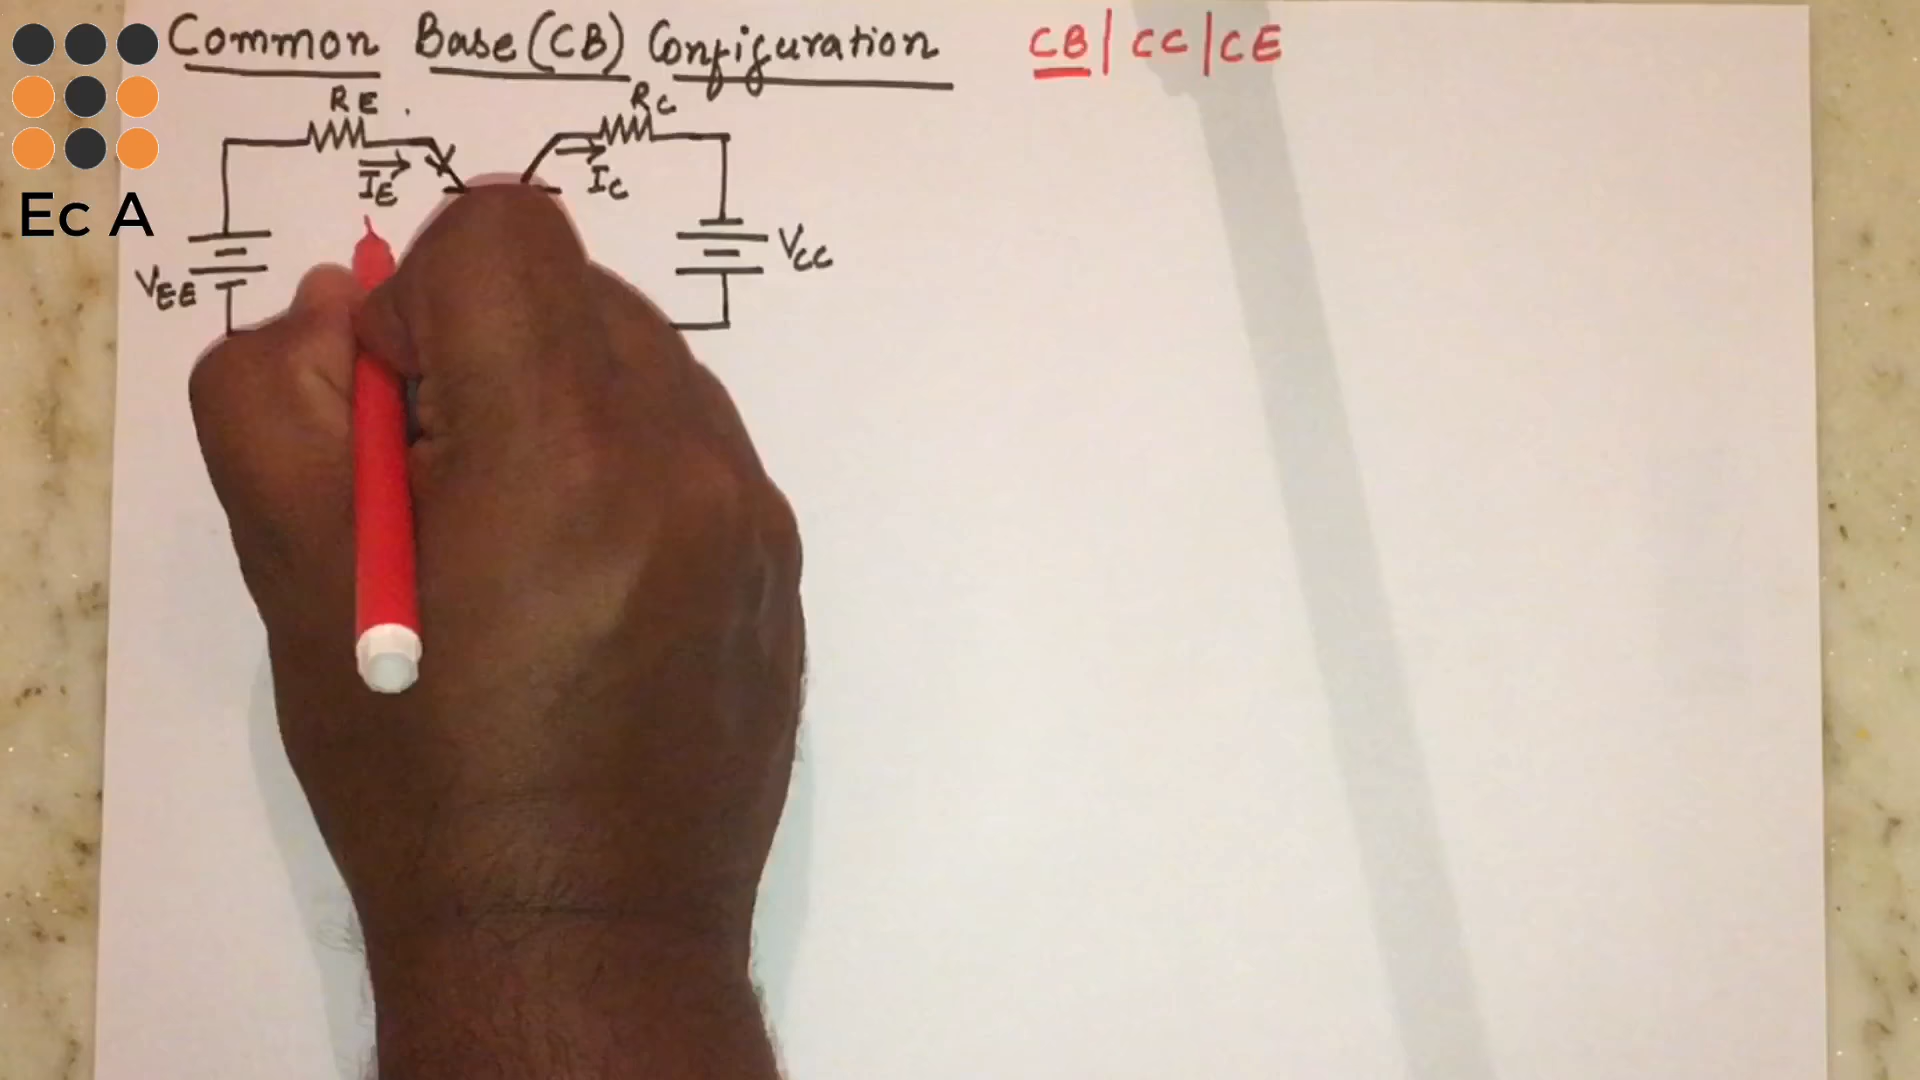 Common Base (CB) Configuration
CB | CC | CE
RE
RC
IE
IC
VEE
VCC
Ec A